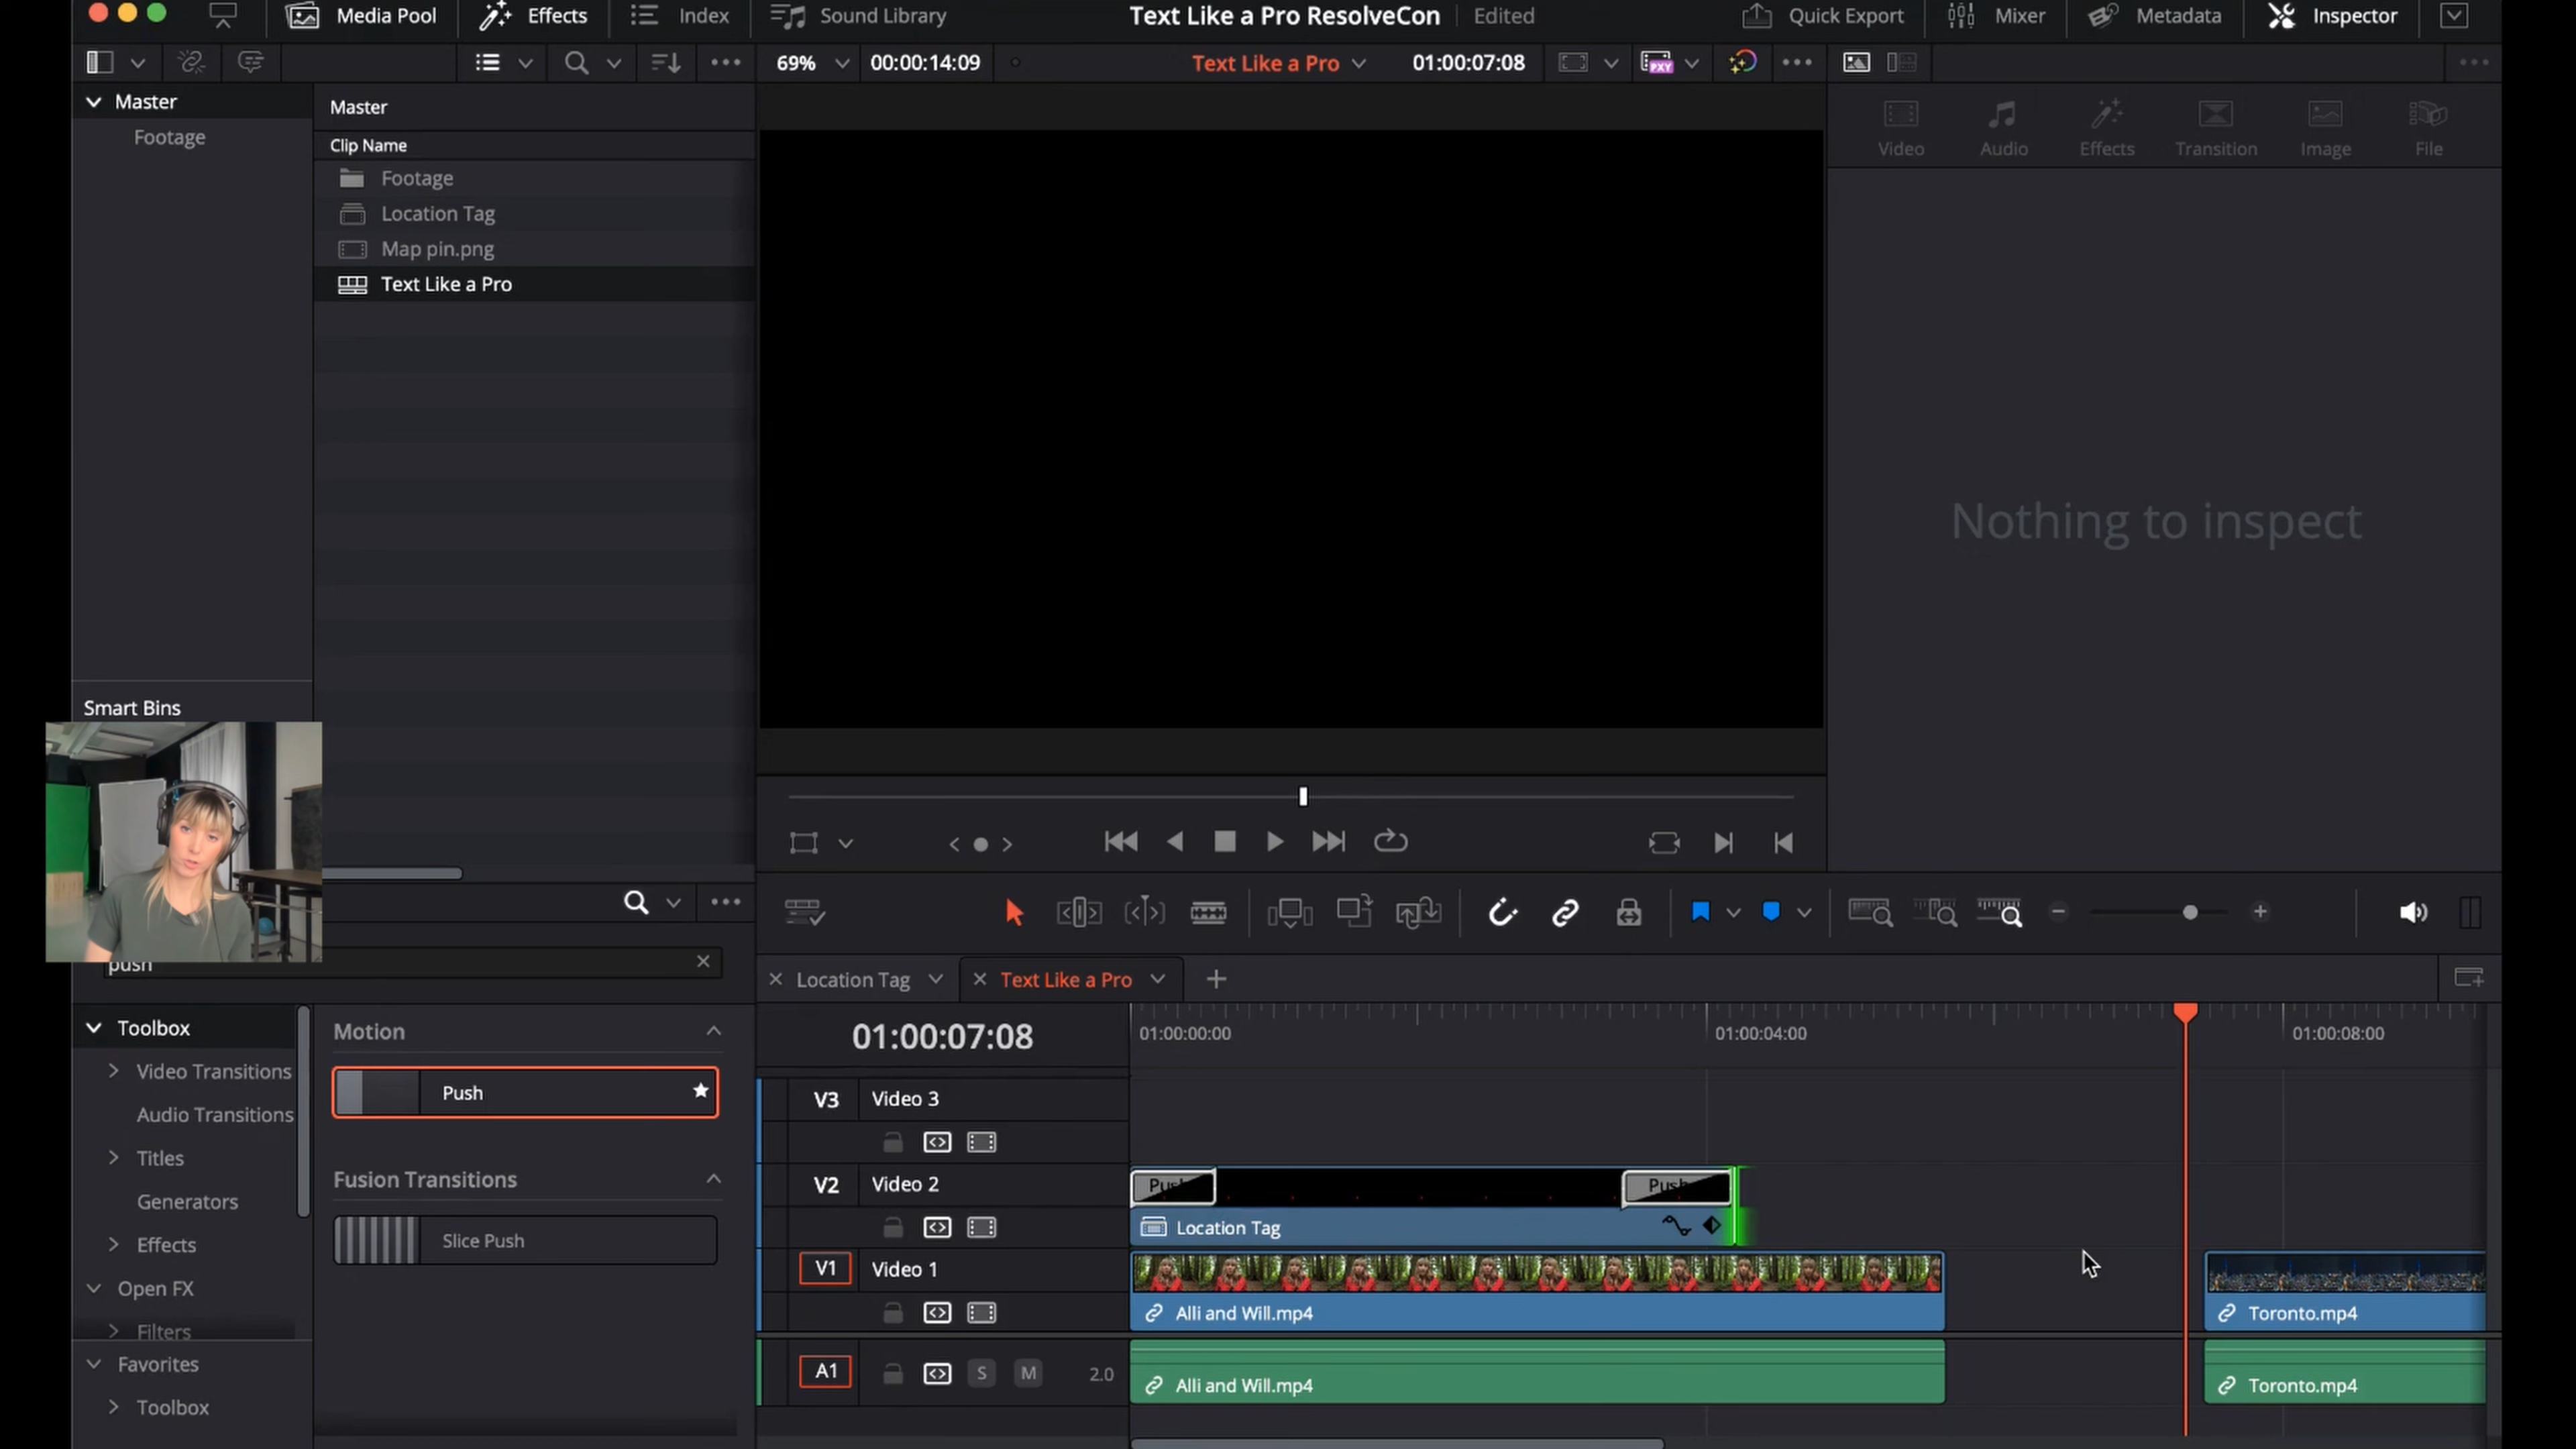 Media Pool Effects Index Sound Library Text Like a Pro ResolveCon Edited Quick Export Mixer Metadata Inspector
69% 00:00:14:09 Text Like a Pro 01:00:07:08 PXY
Master
Footage
Master
Clip Name
Footage
Location Tag
Map pin.png
Text Like a Pro
Smart Bins
Video Audio Effects Transition Image File
Nothing to inspect
push
Toolbox
Video Transitions
Audio Transitions
Titles
Generators
Effects
Open FX
Filters
Favorites
Toolbox
Motion
Push
Fusion Transitions
Slice Push
Location Tag Text Like a Pro
01:00:07:08 01:00:00:00 01:00:04:00 01:00:08:00
V3 Video 3
V2 Video 2
Push Push
Location Tag
V1 Video 1
Alli and Will.mp4 Toronto.mp4
A1 S M 2.0
Alli and Will.mp4 Toronto.mp4